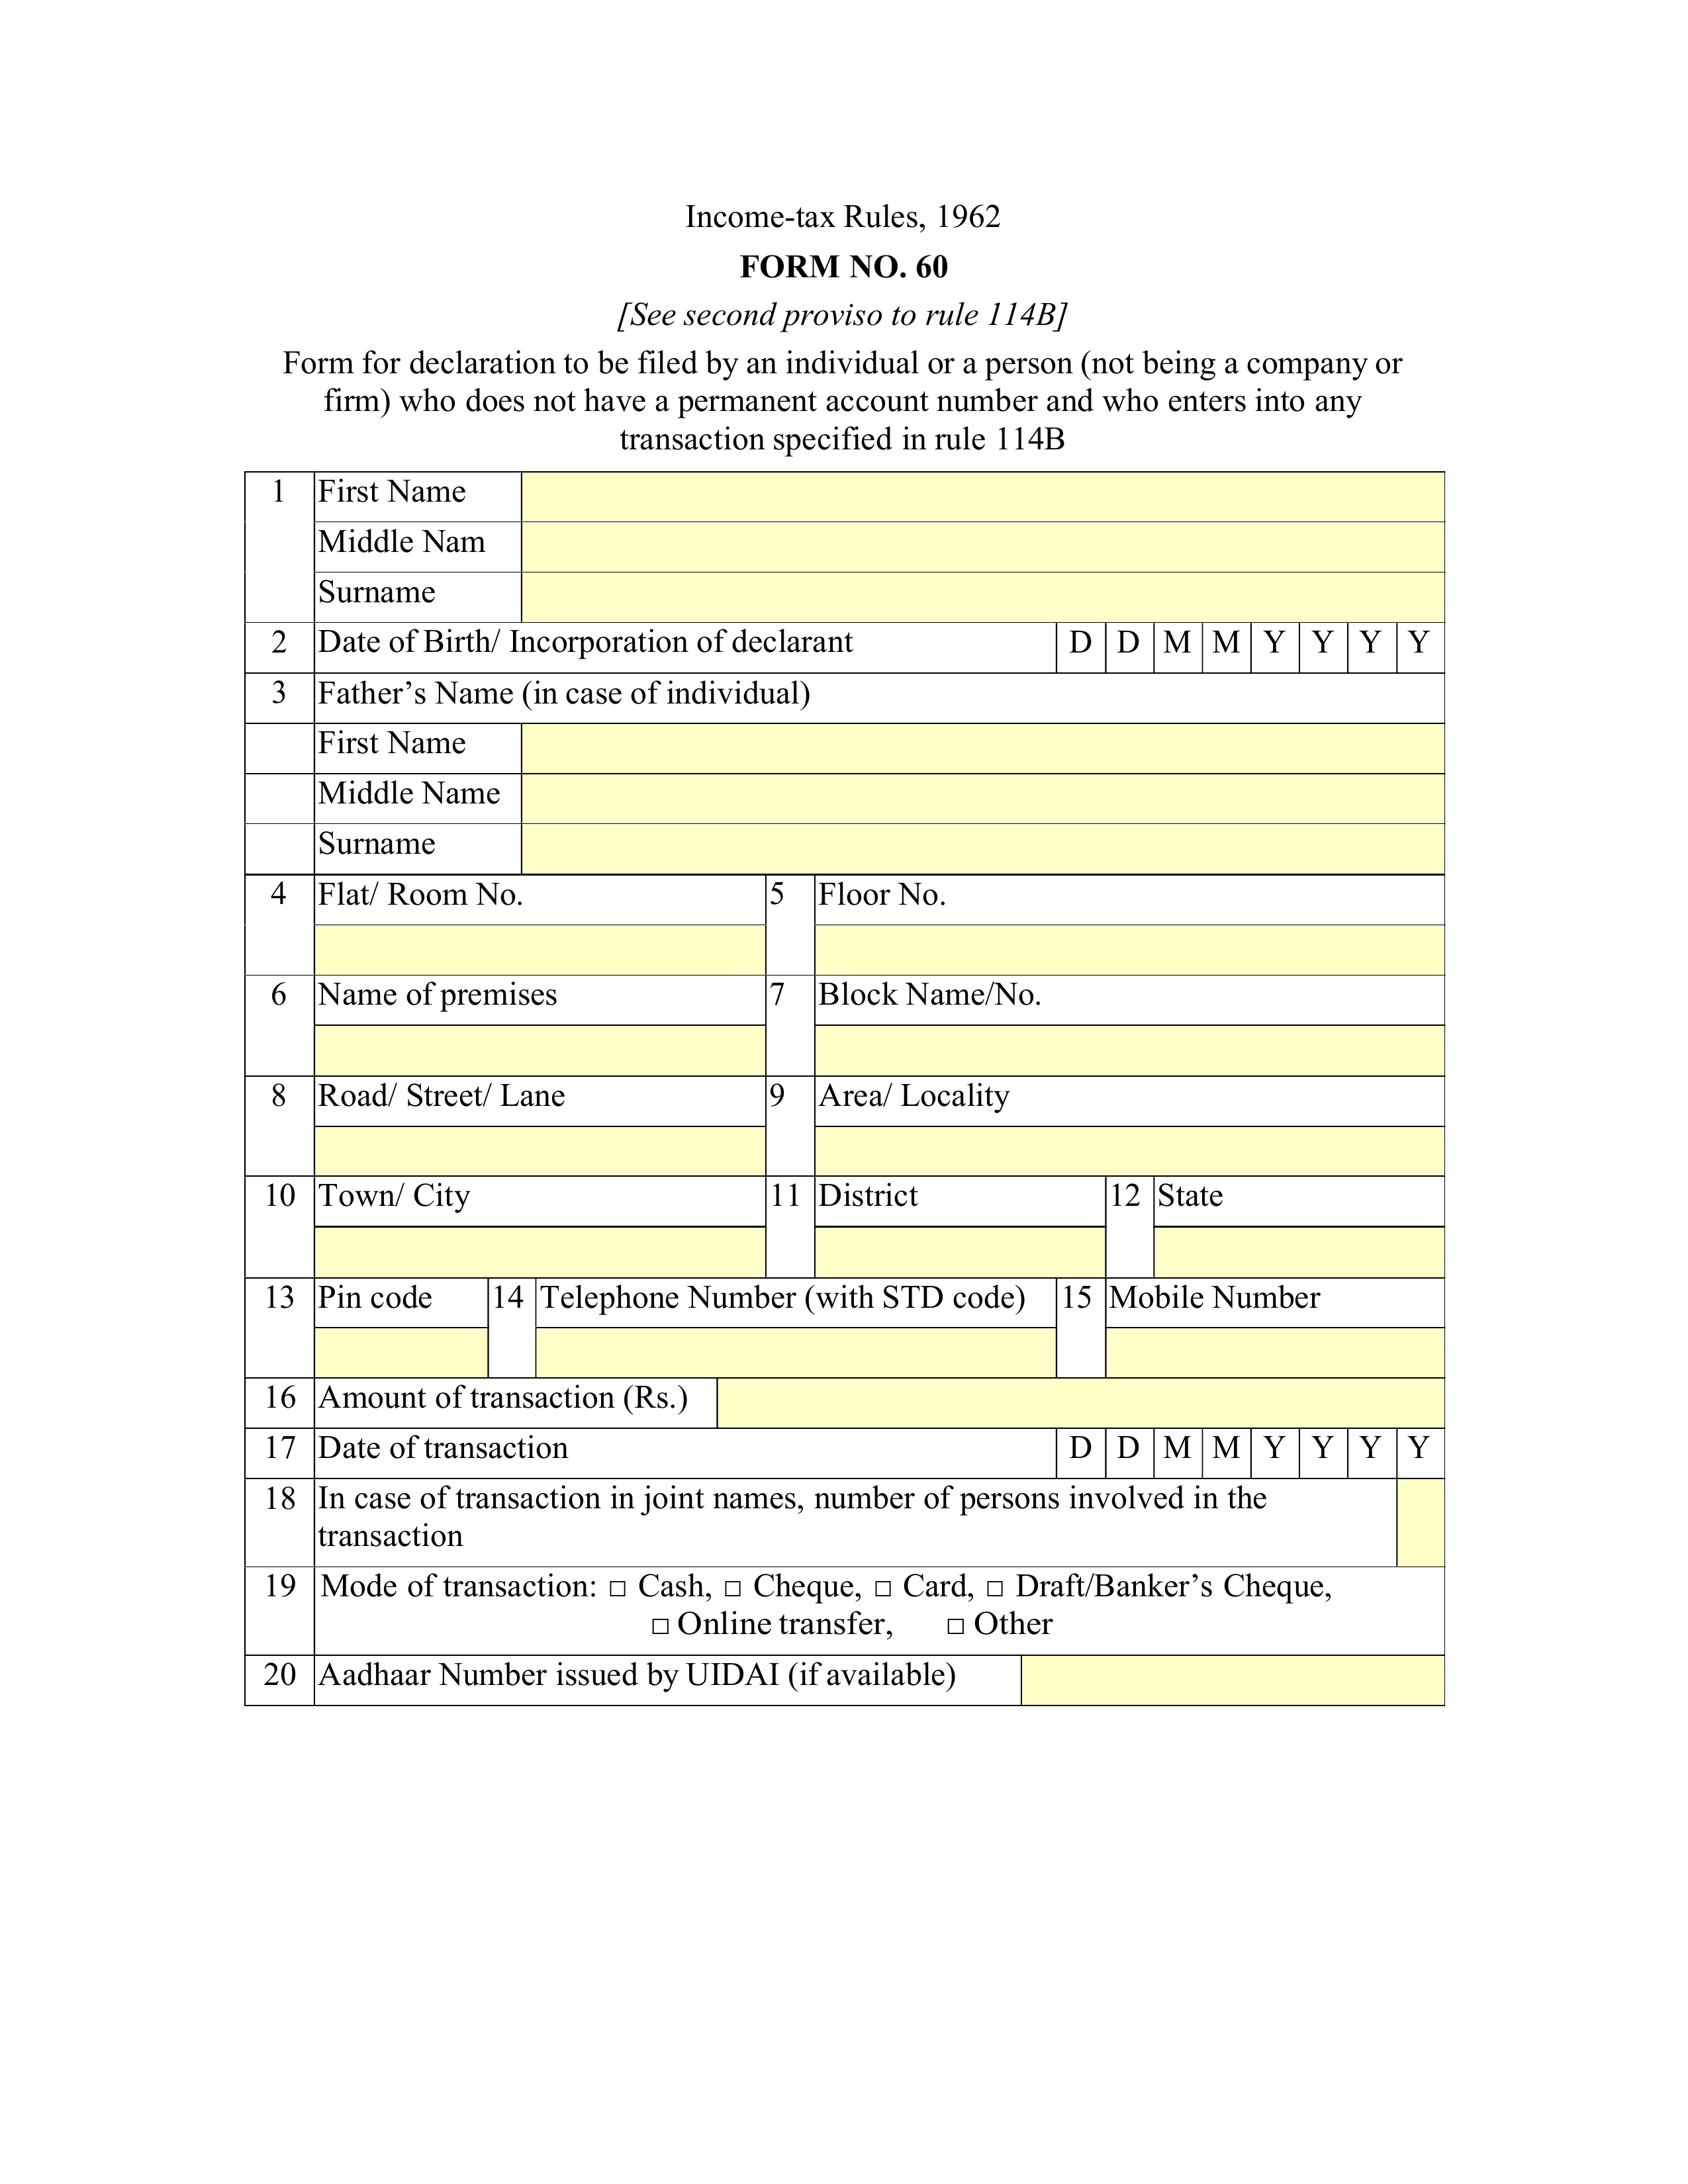 Income-tax Rules, 1962
FORM NO. 60
[See second proviso to rule 114B]
Form for declaration to be filed by an individual or a person (not being a company or
firm) who does not have a permanent account number and who enters into any
transaction specified in rule 114B
1 First Name
Middle Nam
Surname
2 Date of Birth/ Incorporation of declarant D D M M Y Y Y Y
3 Father’s Name (in case of individual)
First Name
Middle Name
Surname
4 Flat/ Room No. 5 Floor No.
6 Name of premises 7 Block Name/No.
8 Road/ Street/ Lane 9 Area/ Locality
10 Town/ City 11 District 12 State
13 Pin code 14 Telephone Number (with STD code) 15 Mobile Number
16 Amount of transaction (Rs.)
17 Date of transaction D D M M Y Y Y Y
18 In case of transaction in joint names, number of persons involved in the
transaction
19 Mode of transaction: □ Cash, □ Cheque, □ Card, □ Draft/Banker’s Cheque,
□ Online transfer, □ Other
20 Aadhaar Number issued by UIDAI (if available)